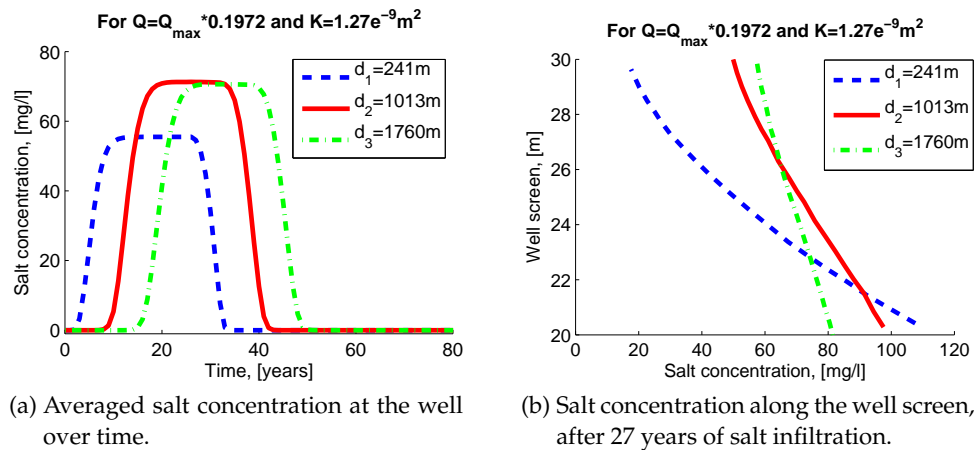 For Q=Q_max*0.1972 and K=1.27e^-9m^2
80
60
40
20
0
Salt concentration, [mg/l]
0 20 40 60 80
Time, [years]
d_1=241m
d_2=1013m
d_3=1760m
(a) Averaged salt concentration at the well
over time.
For Q=Q_max*0.1972 and K=1.27e^-9m^2
30
28
26
24
22
20
Well screen, [m]
0 20 40 60 80 100 120
Salt concentration, [mg/l]
d_1=241m
d_2=1013m
d_3=1760m
(b) Salt concentration along the well screen,
after 27 years of salt infiltration.